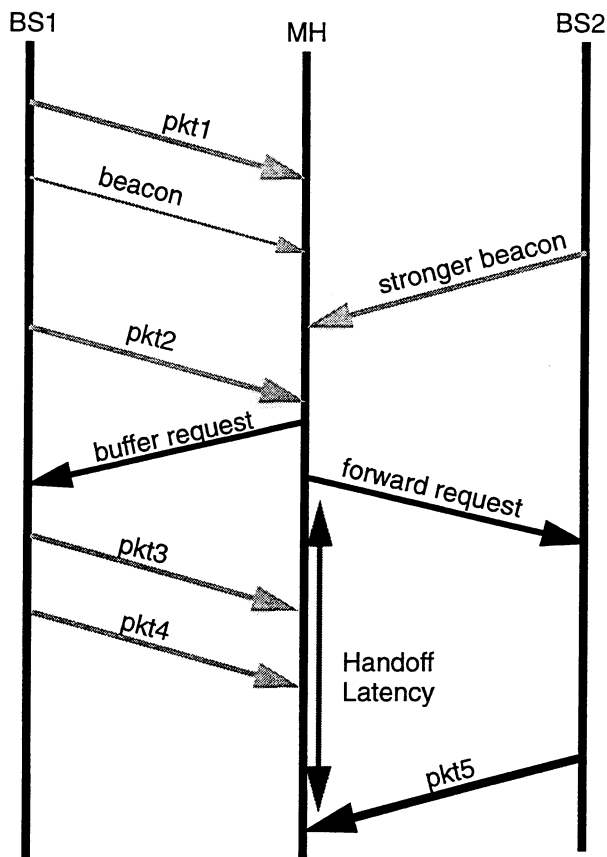 BS1
MH
BS2
pkt1
beacon
stronger beacon
pkt2
buffer request
forward request
pkt3
pkt4
Handoff
Latency
pkt5